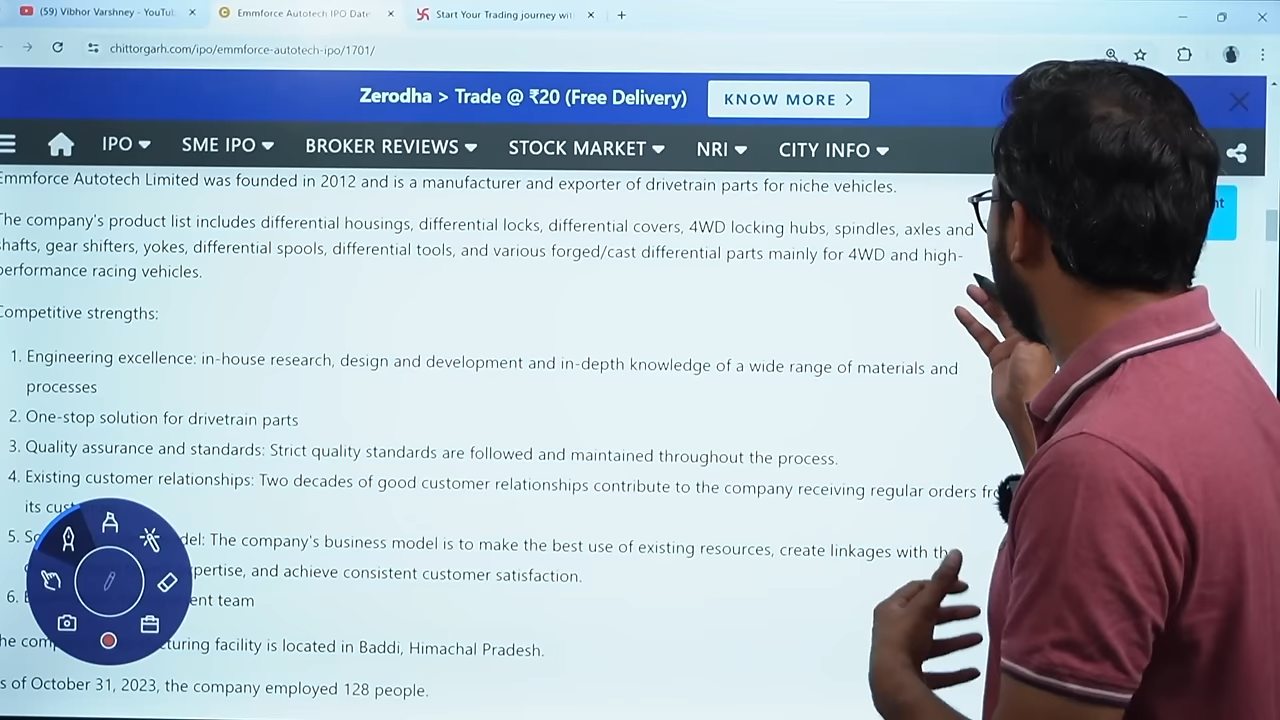 (59) Vibhor Varshney - YouTu
Emmforce Autotech IPO Date
Start Your Trading journey wit
chittorgarh.com/ipo/emmforce-autotech-ipo/1701/
Zerodha > Trade @ ₹20 (Free Delivery)
KNOW MORE >
IPO SME IPO BROKER REVIEWS STOCK MARKET NRI CITY INFO
Emmforce Autotech Limited was founded in 2012 and is a manufacturer and exporter of drivetrain parts for niche vehicles.
The company's product list includes differential housings, differential locks, differential covers, 4WD locking hubs, spindles, axles and
shafts, gear shifters, yokes, differential spools, differential tools, and various forged/cast differential parts mainly for 4WD and high-
performance racing vehicles.
Competitive strengths:
1. Engineering excellence: in-house research, design and development and in-depth knowledge of a wide range of materials and
processes
2. One-stop solution for drivetrain parts
3. Quality assurance and standards: Strict quality standards are followed and maintained throughout the process.
4. Existing customer relationships: Two decades of good customer relationships contribute to the company receiving regular orders fr
its cus
5. Sc del: The company's business model is to make the best use of existing resources, create linkages with th
pertise, and achieve consistent customer satisfaction.
6. ent team
he com turing facility is located in Baddi, Himachal Pradesh.
s of October 31, 2023, the company employed 128 people.